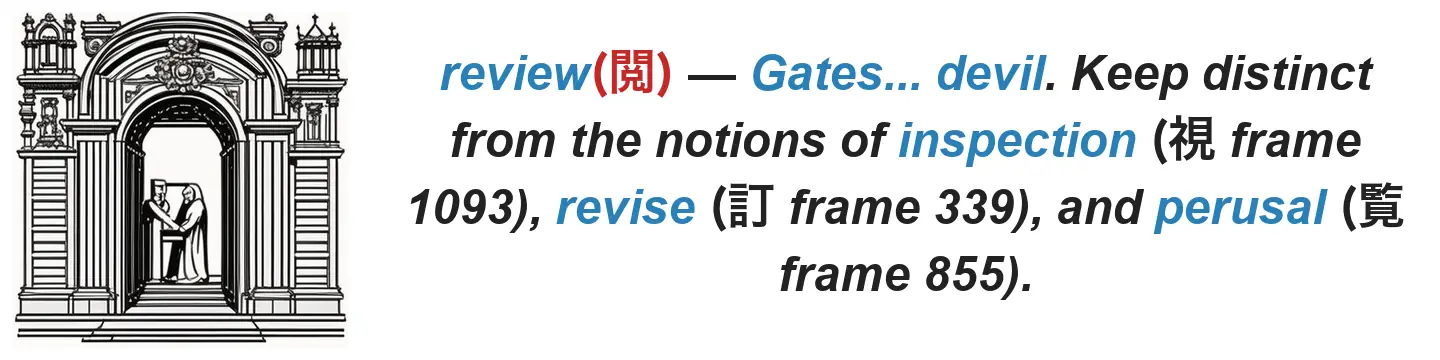 review(閲) — Gates... devil. Keep distinct
from the notions of inspection (視 frame
1093), revise (訂 frame 339), and perusal (覧
frame 855).